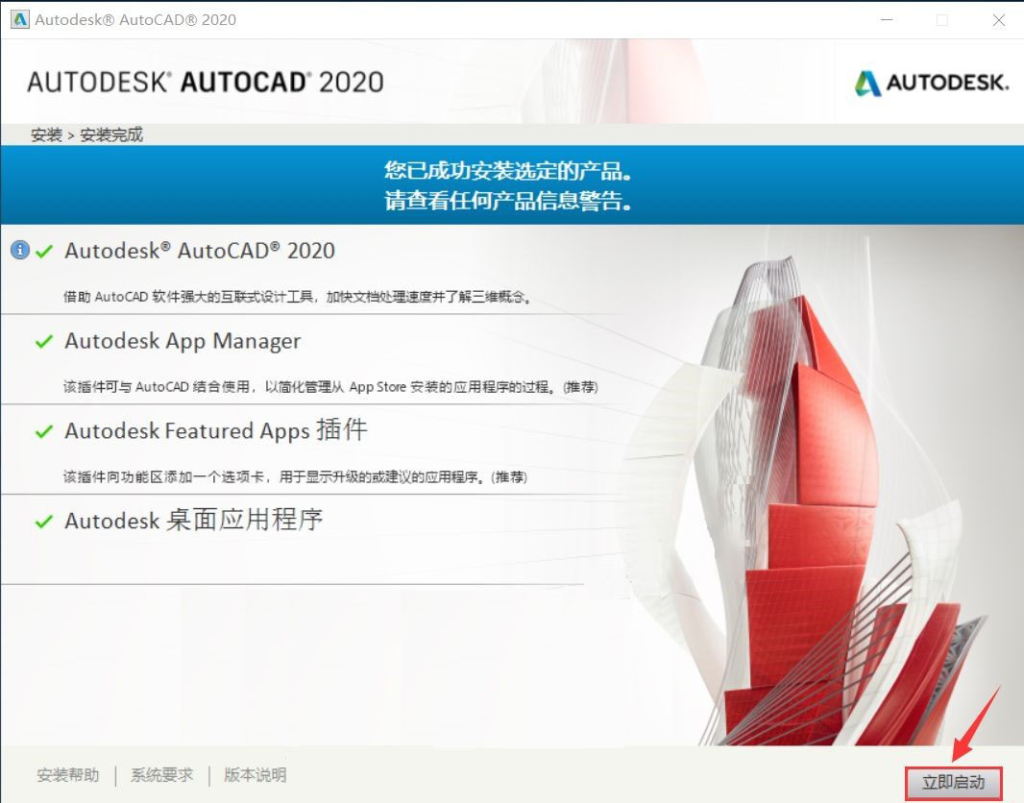 Autodesk® AutoCAD® 2020
AUTODESK® AUTOCAD® 2020
AUTODESK.
安装 > 安装完成
您已成功安装选定的产品。
请查看任何产品信息警告。
Autodesk® AutoCAD® 2020
借助 AutoCAD 软件强大的互联式设计工具，加快文档处理速度并了解三维概念。
Autodesk App Manager
该插件可与 AutoCAD 结合使用，以简化管理从 App Store 安装的应用程序的过程。(推荐)
Autodesk Featured Apps 插件
该插件向功能区添加一个选项卡，用于显示升级的或建议的应用程序。(推荐)
Autodesk 桌面应用程序
安装帮助 | 系统要求 | 版本说明
立即启动